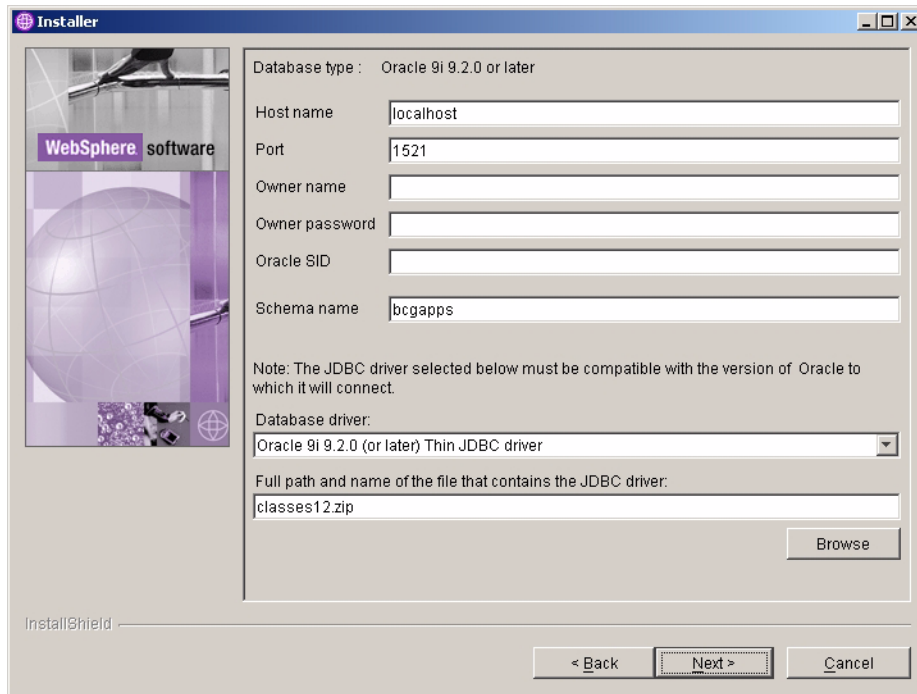 Installer
WebSphere software
Database type : Oracle 9i 9.2.0 or later
Host name localhost
Port 1521
Owner name
Owner password
Oracle SID
Schema name bcgapps
Note: The JDBC driver selected below must be compatible with the version of Oracle to
which it will connect.
Database driver:
Oracle 9i 9.2.0 (or later) Thin JDBC driver
Full path and name of the file that contains the JDBC driver:
classes12.zip
Browse
InstallShield
< Back Next > Cancel